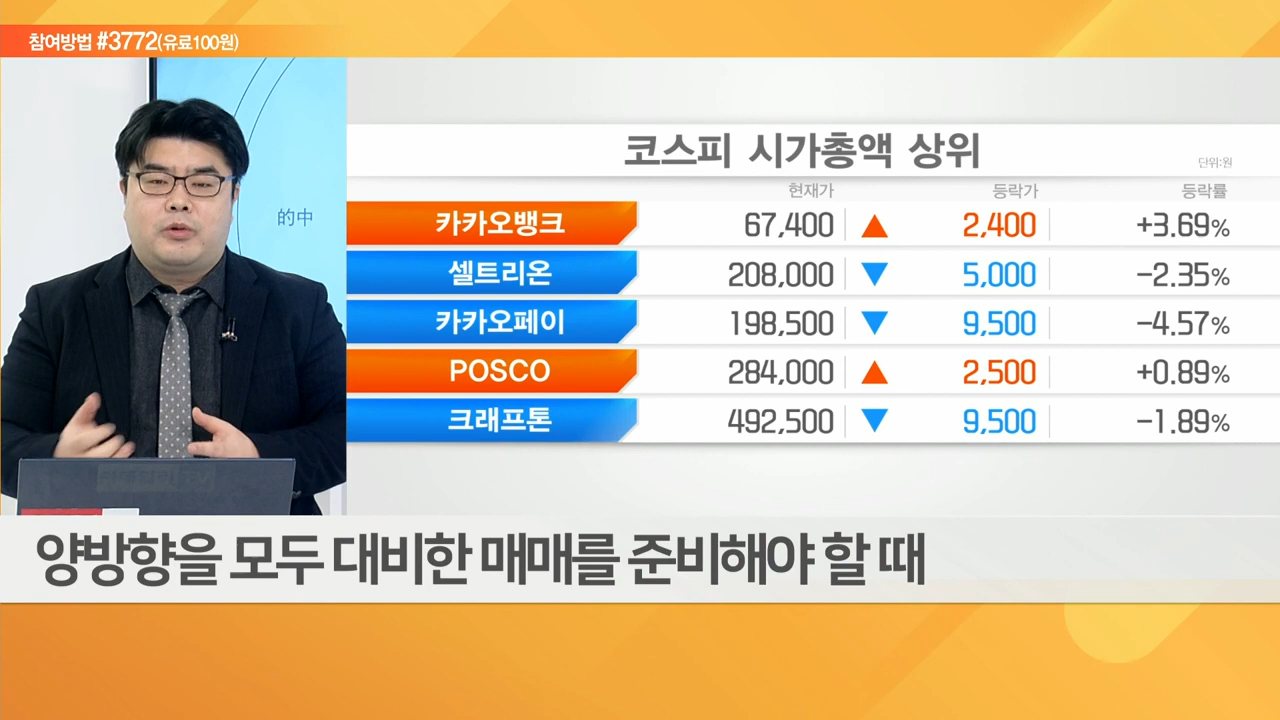 참여방법 #3772(유료100원)
的中
코스피 시가총액 상위
단위:원
현재가 등락가 등락률
카카오뱅크 67,400 ▲ 2,400 +3.69%
셀트리온 208,000 ▼ 5,000 -2.35%
카카오페이 198,500 ▼ 9,500 -4.57%
POSCO 284,000 ▲ 2,500 +0.89%
크래프톤 492,500 ▼ 9,500 -1.89%
양방향을 모두 대비한 매매를 준비해야 할 때